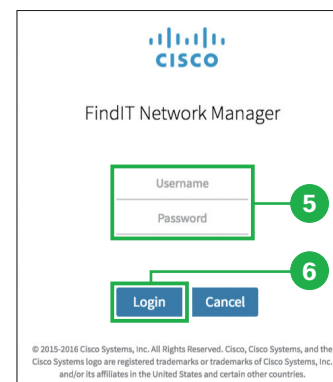 CISCO
FindIT Network Manager
Username
Password
5
6
Login
Cancel
© 2015-2016 Cisco Systems, Inc. All Rights Reserved. Cisco, Cisco Systems, and the
Cisco Systems logo are registered trademarks or trademarks of Cisco Systems, Inc.
and/or its affiliates in the United States and certain other countries.